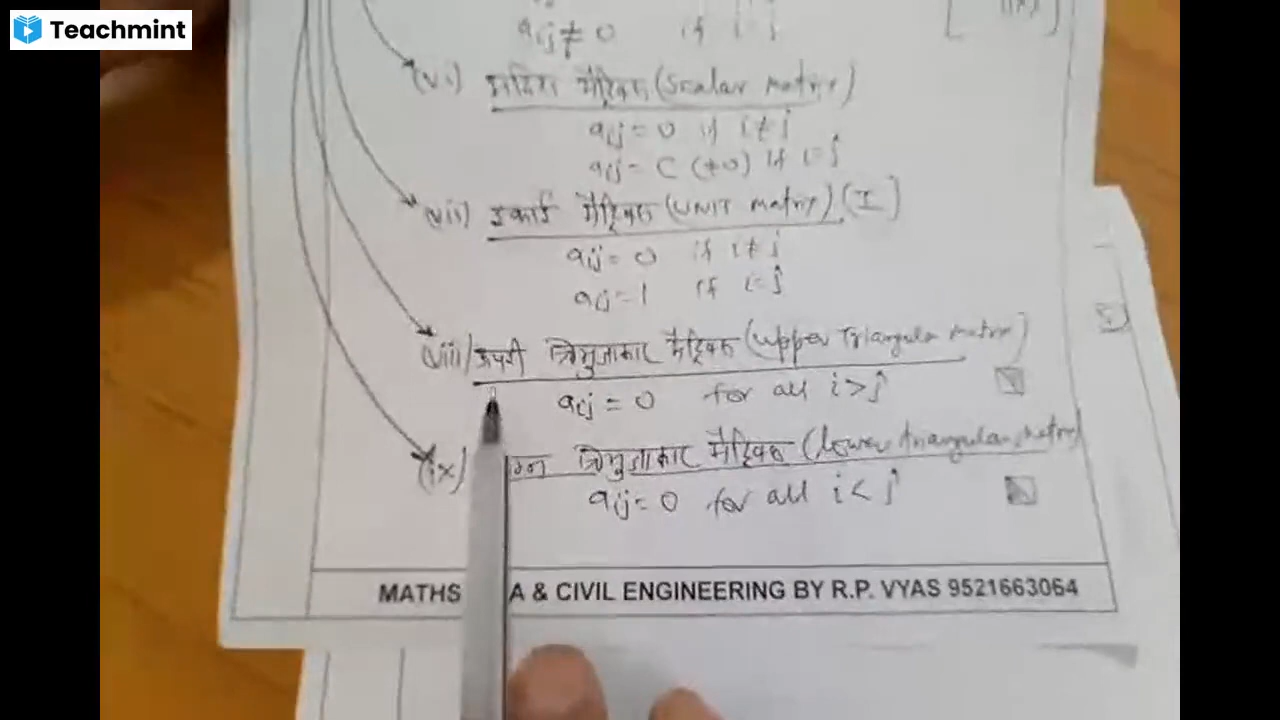 Teachmint
aij ≠ 0 if i = j
(vi) अदिश मैट्रिक्स (Scalar matrix)
aij = 0 if i ≠ j
aij = C (≠0) if i = j
(vii) इकाई मैट्रिक्स (UNIT matrix) (I)
aij = 0 if i ≠ j
aij = 1 if i = j
(viii) ऊपरी त्रिभुजाकार मैट्रिक्स (Upper Triangular matrix)
aij = 0 for all i > j
(ix) म्न त्रिभुजाकार मैट्रिक्स (lower triangular matrix)
aij = 0 for all i < j
MATHS A & CIVIL ENGINEERING BY R.P. VYAS 9521663064